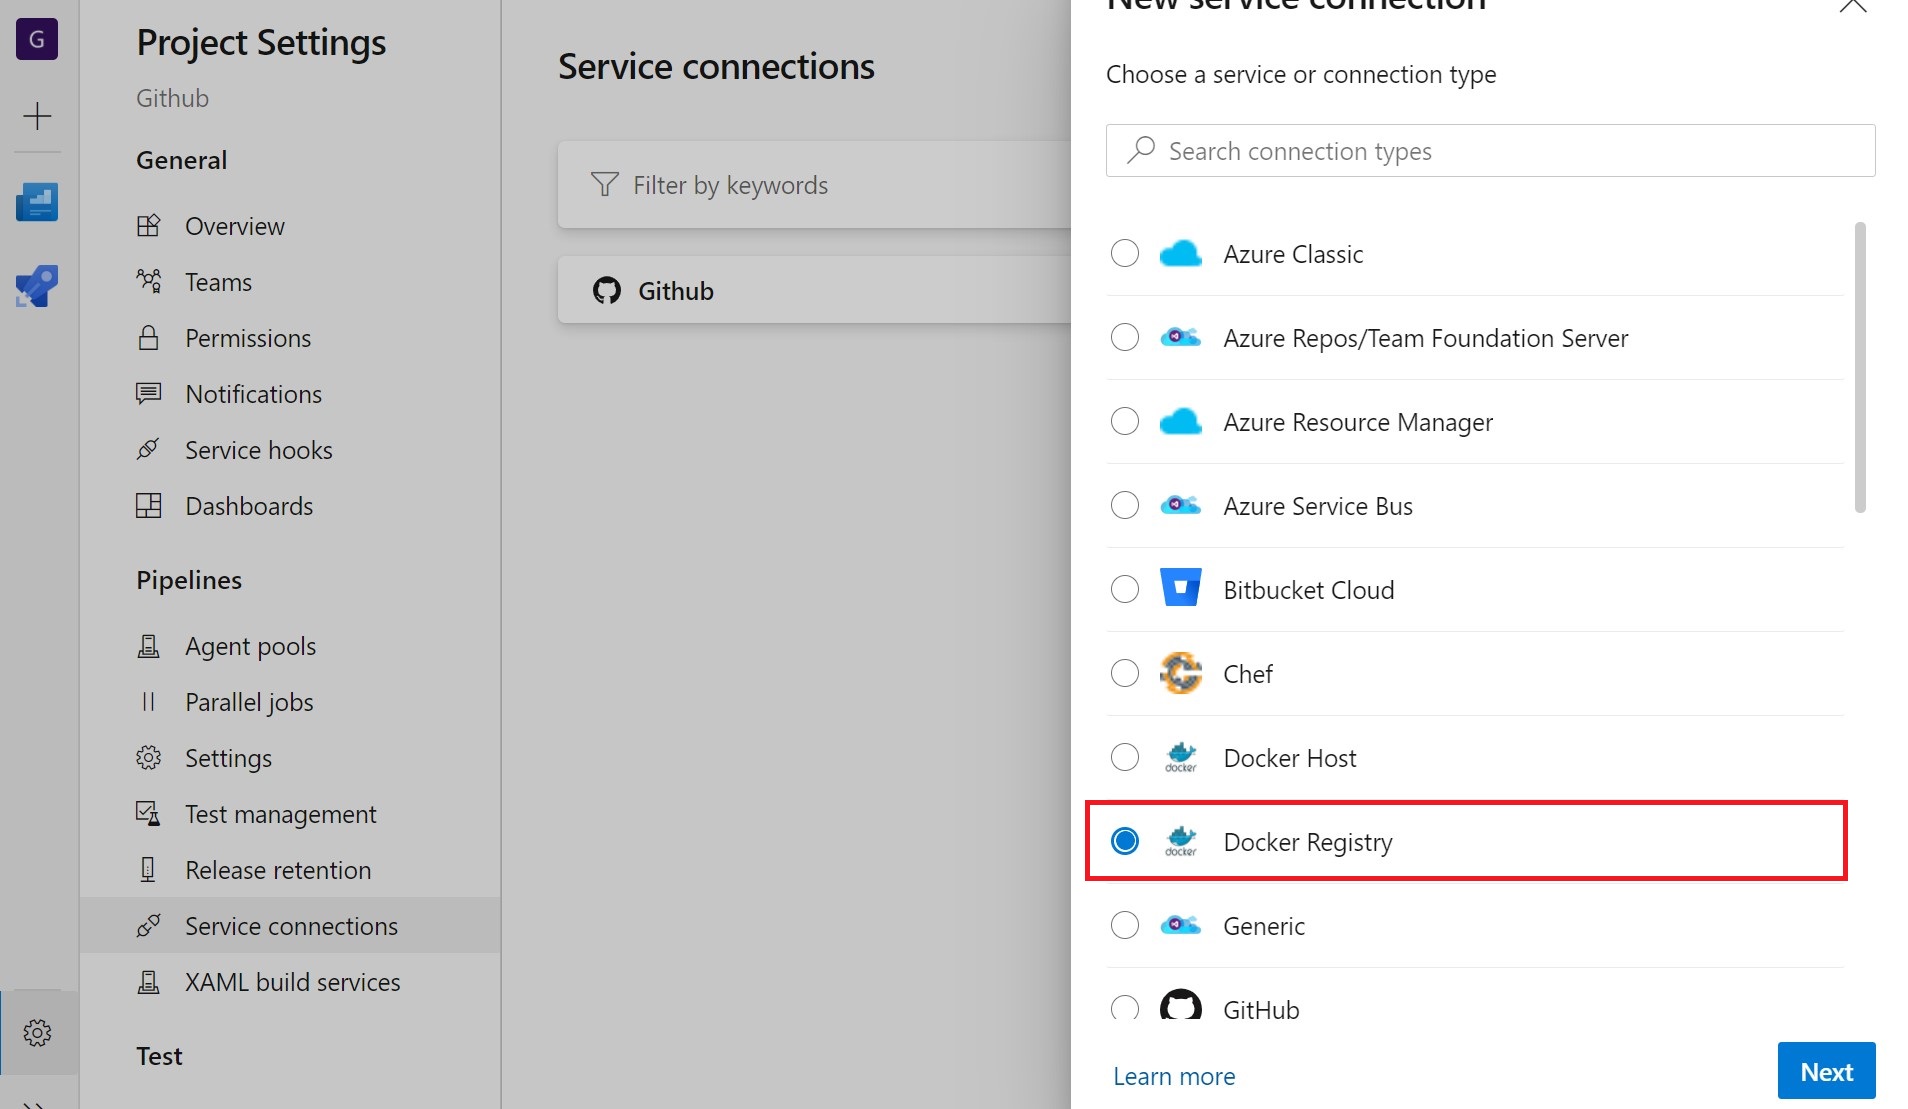 G
Project Settings
Github
General
Overview
Teams
Permissions
Notifications
Service hooks
Dashboards
Pipelines
Agent pools
Parallel jobs
Settings
Test management
Release retention
Service connections
XAML build services
Test
Service connections
Filter by keywords
Github
New service connection
Choose a service or connection type
Search connection types
Azure Classic
Azure Repos/Team Foundation Server
Azure Resource Manager
Azure Service Bus
Bitbucket Cloud
Chef
docker
Docker Host
docker
Docker Registry
Generic
GitHub
Learn more
Next